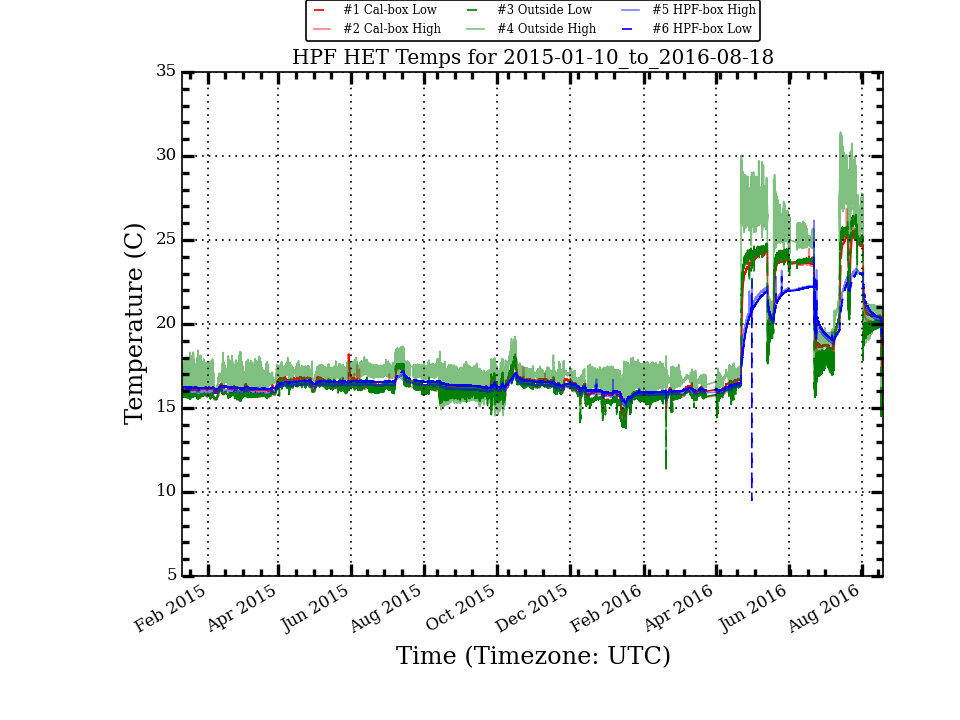 #1 Cal-box Low #3 Outside Low #5 HPF-box High
#2 Cal-box High #4 Outside High #6 HPF-box Low
HPF HET Temps for 2015-01-10_to_2016-08-18
35
30
25
20
15
10
5
Temperature (C)
Feb 2015 Apr 2015 Jun 2015 Aug 2015 Oct 2015 Dec 2015 Feb 2016 Apr 2016 Jun 2016 Aug 2016
Time (Timezone: UTC)